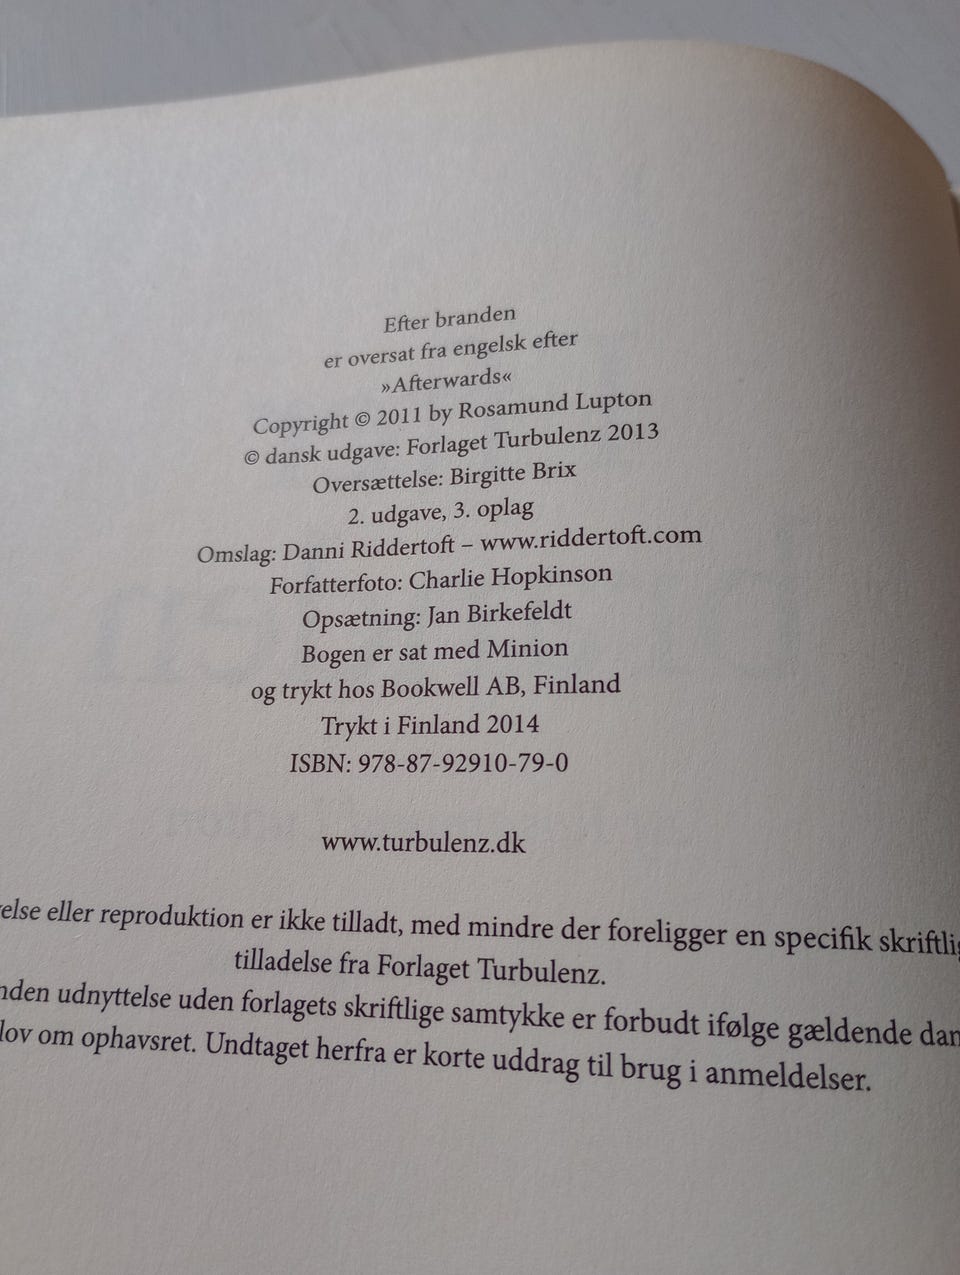 Efter branden
er oversat fra engelsk efter
»Afterwards«
Copyright © 2011 by Rosamund Lupton
© dansk udgave: Forlaget Turbulenz 2013
Oversættelse: Birgitte Brix
2. udgave, 3. oplag
Omslag: Danni Riddertoft – www.riddertoft.com
Forfatterfoto: Charlie Hopkinson
Opsætning: Jan Birkefeldt
Bogen er sat med Minion
og trykt hos Bookwell AB, Finland
Trykt i Finland 2014
ISBN: 978-87-92910-79-0
www.turbulenz.dk
else eller reproduktion er ikke tilladt, med mindre der foreligger en specifik skriftlig
tilladelse fra Forlaget Turbulenz.
nden udnyttelse uden forlagets skriftlige samtykke er forbudt ifølge gældende dan
lov om ophavsret. Undtaget herfra er korte uddrag til brug i anmeldelser.